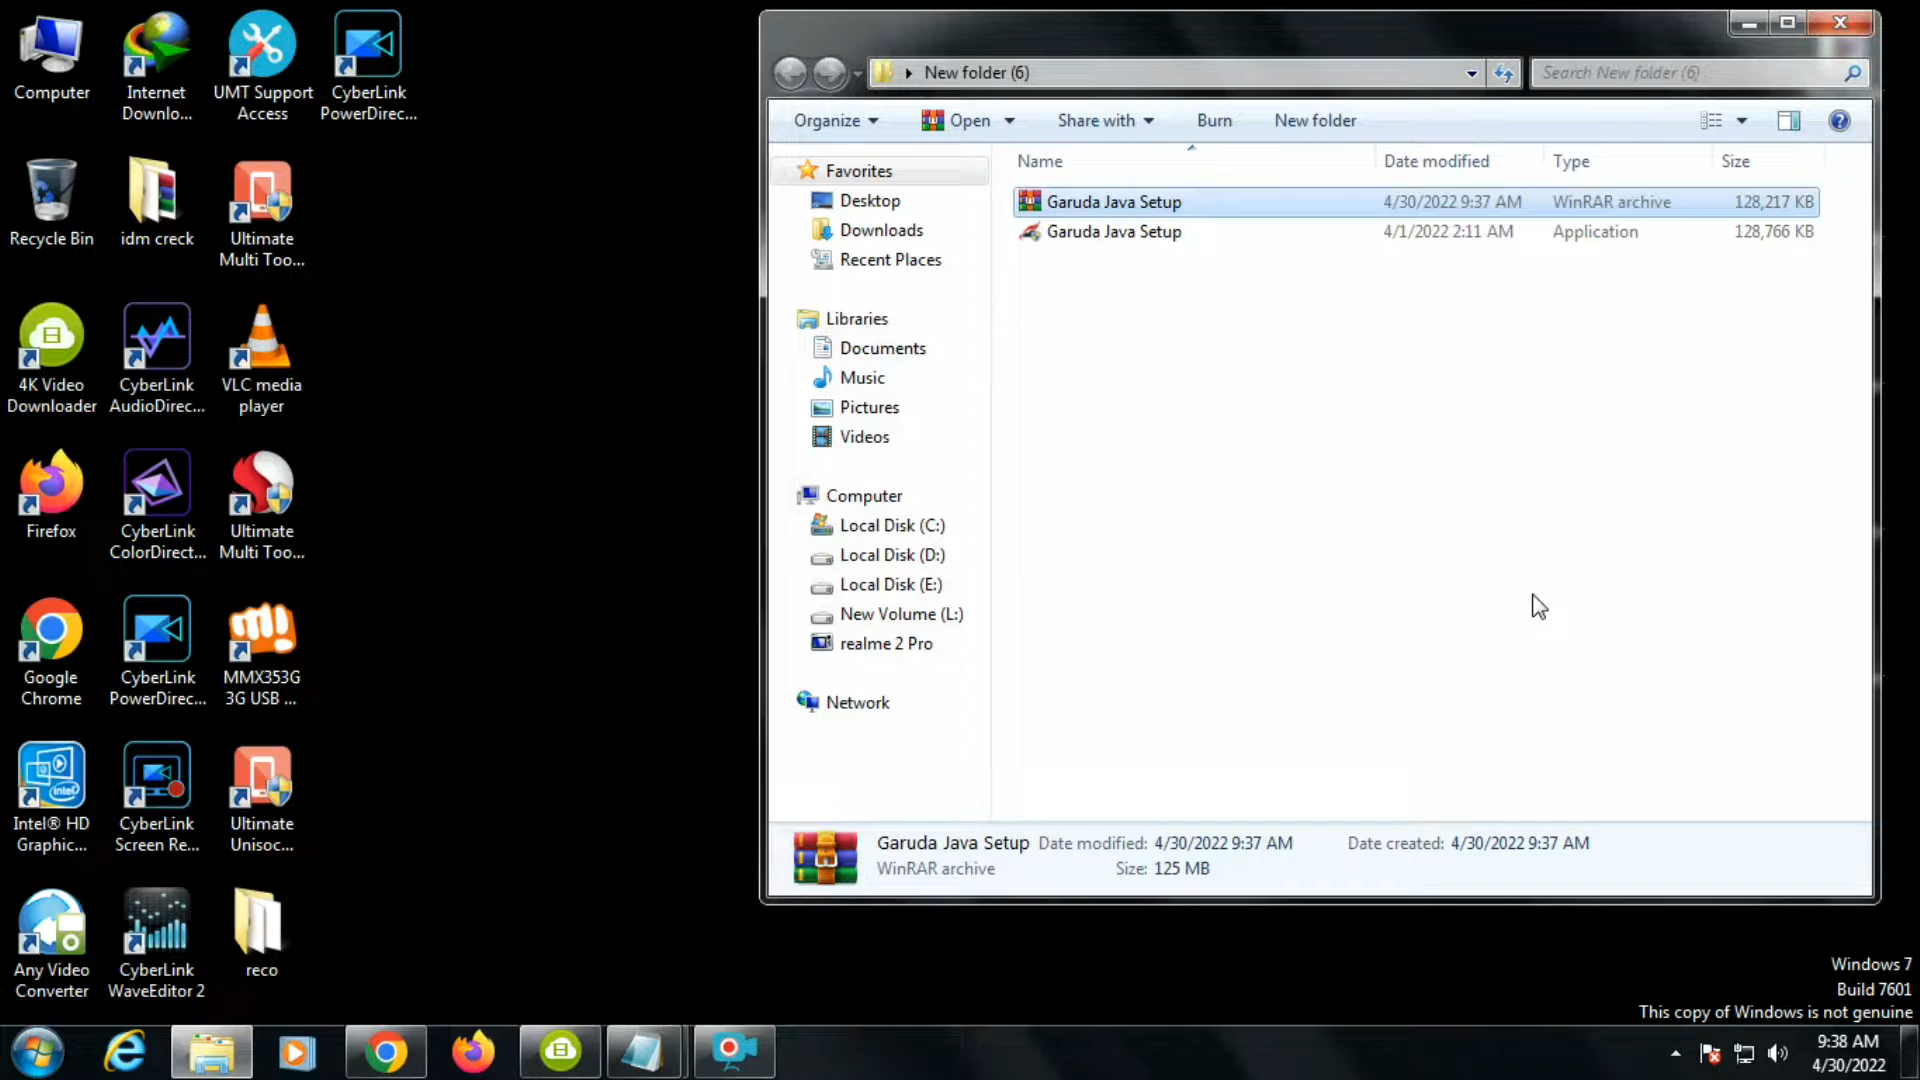 Computer
Internet
Downlo...
UMT Support
Access
CyberLink
PowerDirec...
Recycle Bin
idm creck
Ultimate
Multi Too...
4K Video
Downloader
CyberLink
AudioDirec...
VLC media
player
Firefox
CyberLink
ColorDirect...
Ultimate
Multi Too...
Google
Chrome
CyberLink
PowerDirec...
MMX353G
3G USB ...
Intel® HD
Graphic...
CyberLink
Screen Re...
Ultimate
Unisoc...
Any Video
Converter
CyberLink
WaveEditor 2
reco
New folder (6)
Search New folder (6)
Organize
Open
Share with
Burn
New folder
Name
Date modified
Type
Size
Garuda Java Setup 4/30/2022 9:37 AM WinRAR archive 128,217 KB
Garuda Java Setup 4/1/2022 2:11 AM Application 128,766 KB
Favorites
Desktop
Downloads
Recent Places
Libraries
Documents
Music
Pictures
Videos
Computer
Local Disk (C:)
Local Disk (D:)
Local Disk (E:)
New Volume (L:)
realme 2 Pro
Network
Garuda Java Setup Date modified: 4/30/2022 9:37 AM Date created: 4/30/2022 9:37 AM
WinRAR archive Size: 125 MB
Windows 7
Build 7601
This copy of Windows is not genuine
9:38 AM
4/30/2022